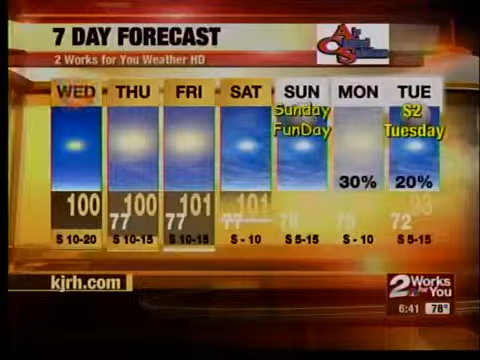 7 DAY FORECAST
2 Works for You Weather HD
Air
WED THU FRI SAT SUN MON TUE
Sunday $2
FunDay Tuesday
30% 20%
100 100 101 101 93
77 77 77 72
S 10-20 S 10-15 S 10-15 S - 10 S 5-15 S - 10 S 5-15
kjrh.com
2 Works for You
6:41 78°